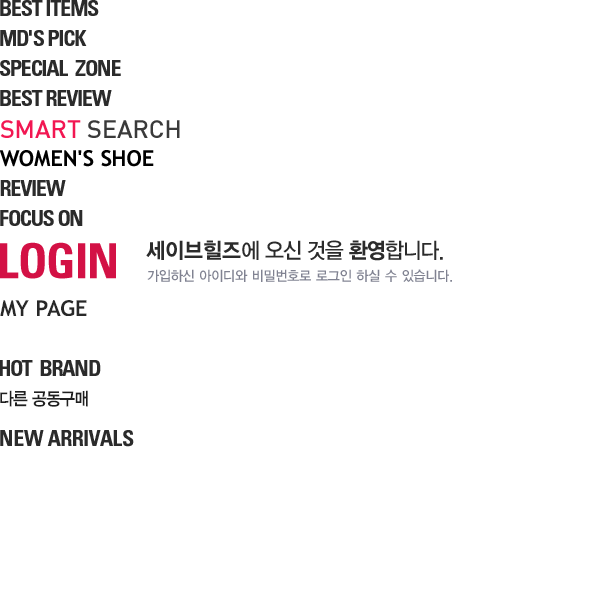 BEST ITEMS
MD'S PICK
SPECIAL ZONE
BEST REVIEW
SMART SEARCH
WOMEN'S SHOE
REVIEW
FOCUS ON
LOGIN
세이브힐즈에 오신 것을 환영합니다.
가입하신 아이디와 비밀번호로 로그인 하실 수 있습니다.
MY PAGE
HOT BRAND
다른 공동구매
NEW ARRIVALS